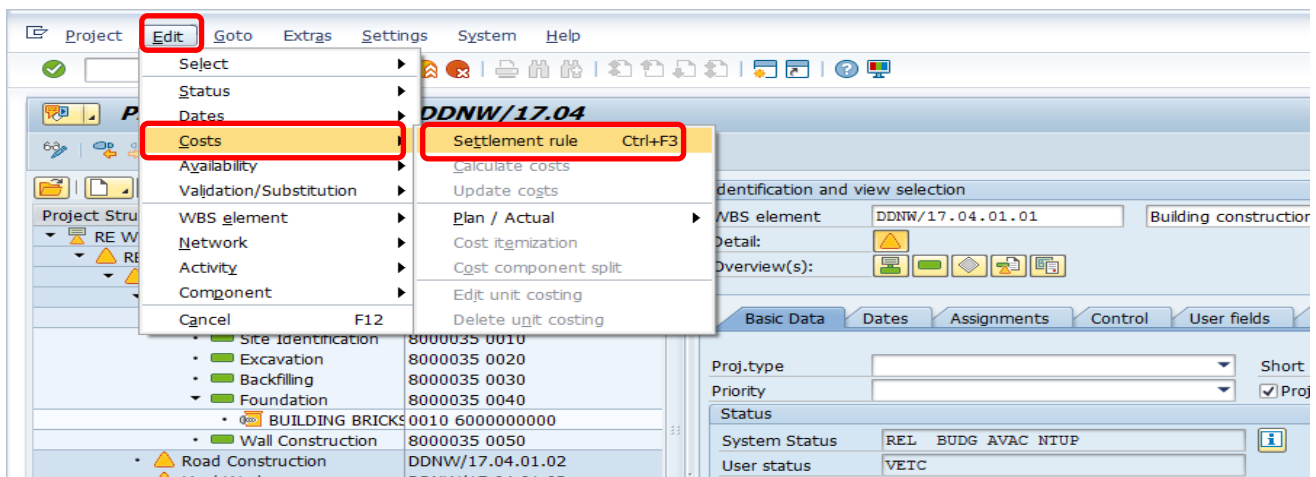 Project Edit Goto Extras Settings System Help
Select
Status
DDNW/17.04
Dates
Costs
Settlement rule Ctrl+F3
Availability
Calculate costs
Validation/Substitution
Update costs
dentification and view selection
Project Stru
WBS element
Plan / Actual
WBS element DDNW/17.04.01.01 Building construction
RE W
Network
Cost itemization
Detail:
RE
Activity
Cost component split
Overview(s):
Component
Edit unit costing
Cancel F12
Delete unit costing
Basic Data Dates Assignments Control User fields
Site Identification 8000035 0010
Excavation 8000035 0020
Proj.type Short
Backfilling 8000035 0030
Priority Proj
Foundation 8000035 0040
Status
BUILDING BRICKS 0010 6000000000
Wall Construction 8000035 0050
System Status REL BUDG AVAC NTUP
Road Construction DDNW/17.04.01.02
User status VETC